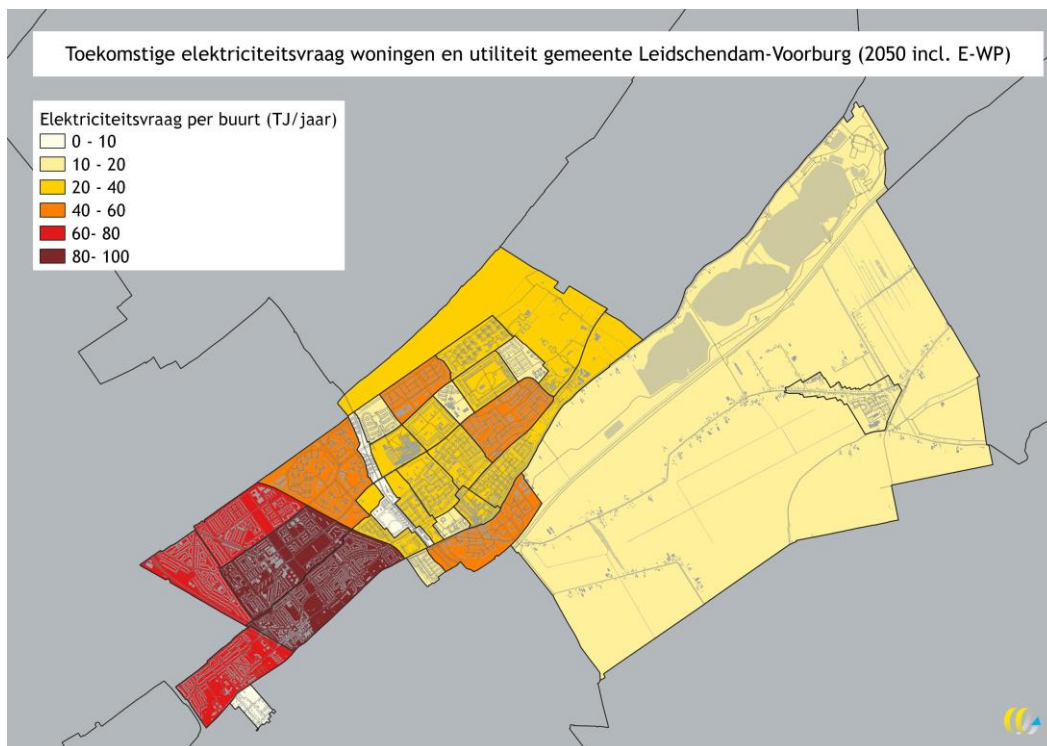 Toekomstige elektriciteitsvraag woningen en utiliteit gemeente Leidschendam-Voorburg (2050 incl. E-WP)
Elektriciteitsvraag per buurt (TJ/jaar)
0 - 10
10 - 20
20 - 40
40 - 60
60- 80
80- 100